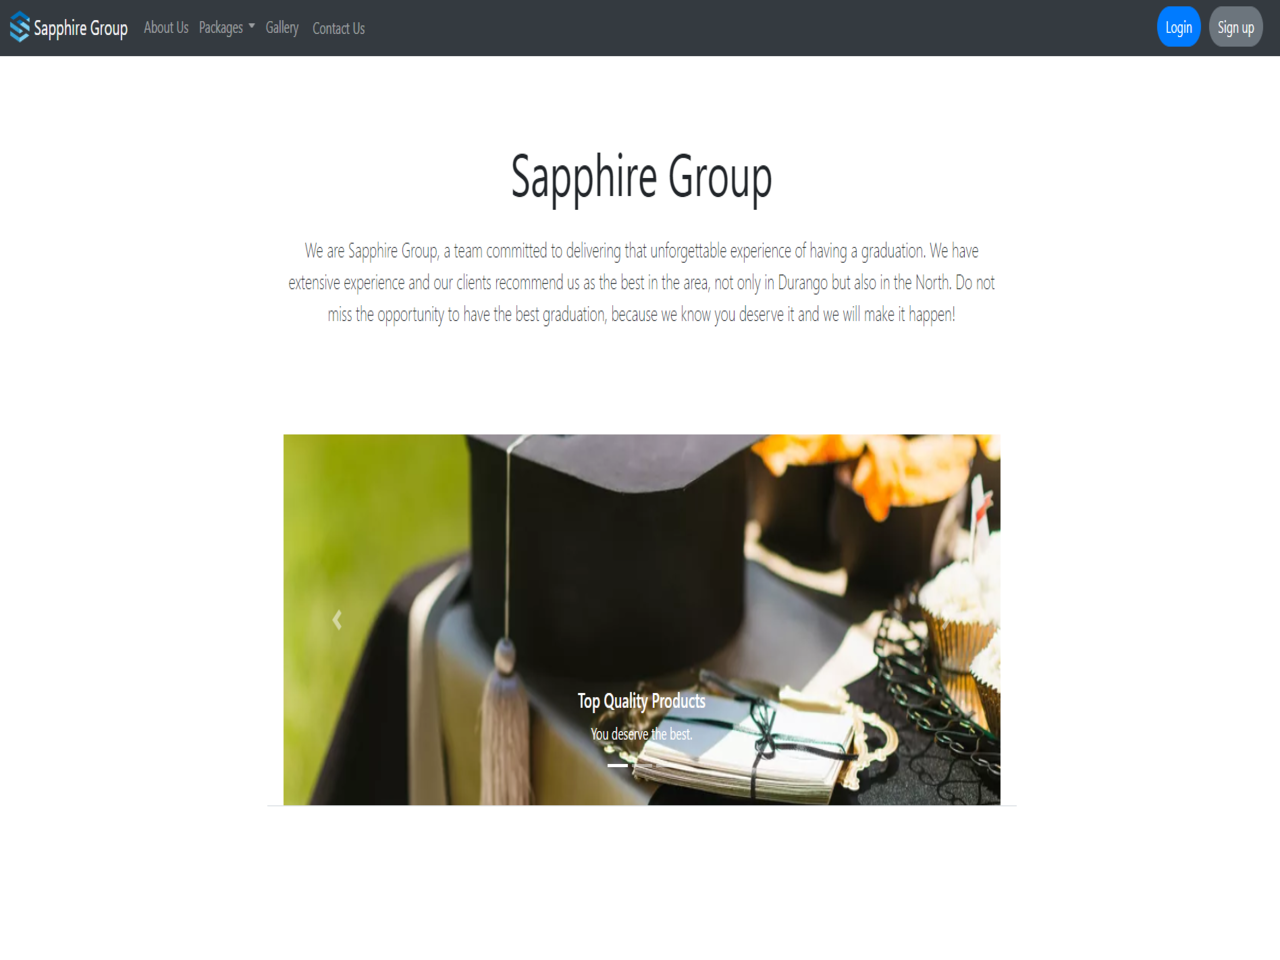 Sapphire Group About Us Packages Gallery Contact Us Login Sign up
Sapphire Group
We are Sapphire Group, a team committed to delivering that unforgettable experience of having a graduation. We have
extensive experience and our clients recommend us as the best in the area, not only in Durango but also in the North. Do not
miss the opportunity to have the best graduation, because we know you deserve it and we will make it happen!
Top Quality Products
You deserve the best.